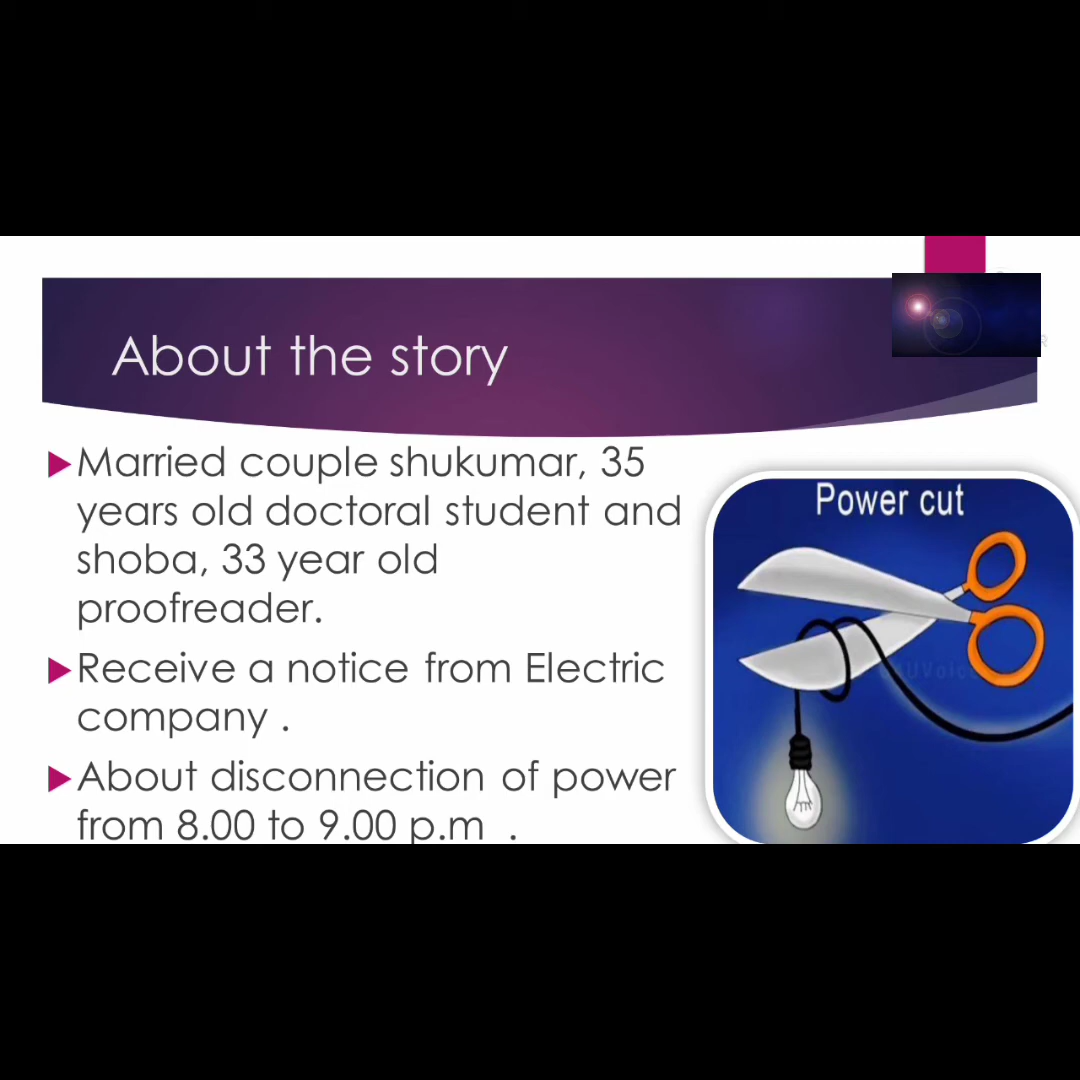 About the story
Married couple shukumar, 35
years old doctoral student and
shoba, 33 year old
proofreader.
Receive a notice from Electric
company .
About disconnection of power
from 8.00 to 9.00 p.m .
Power cut